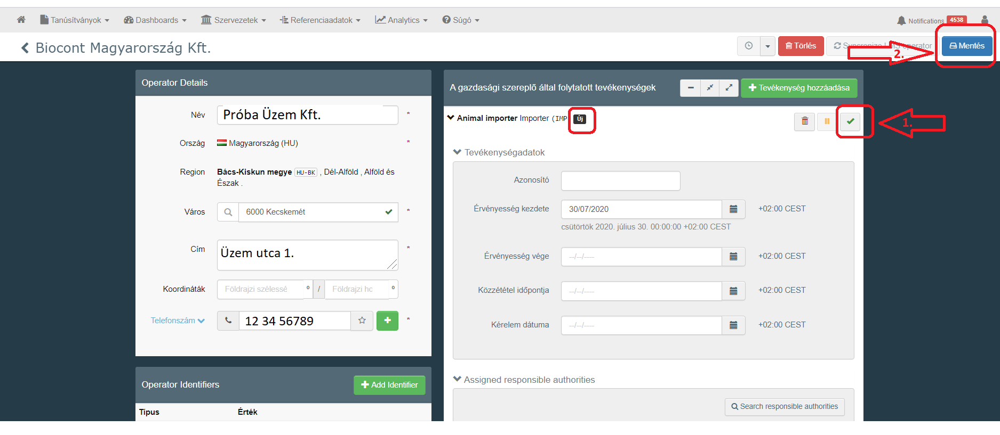 Tanúsítványok Dashboards Szervezetek Referenciaadatok Analytics Súgó Notifications 4538
Biocont Magyarország Kft. Törlés Syncronize LMS operator Mentés
2.
Operator Details
Név Próba Üzem Kft. *
Ország Magyarország (HU) *
Region Bács-Kiskun megye HU-BK , Dél-Alföld , Alföld és
Észak .
Város 6000 Kecskemét *
Cím Üzem utca 1. *
Koordináták Földrajzi szélessé º / Földrajzi hc º
Telefonszám 12 34 56789 *
Operator Identifiers Add Identifier
Típus Érték
A gazdasági szereplő által folytatott tevékenységek Tevékenység hozzáadása
Animal importer Importer (IMP Új
1.
Tevékenységadatok
Azonosító
Érvényesség kezdete 30/07/2020 +02:00 CEST
csütörtök 2020. július 30. 00:00:00 +02:00 CEST
Érvényesség vége --/--/---- +02:00 CEST
Közzététel időpontja --/--/---- +02:00 CEST
Kérelem dátuma --/--/---- +02:00 CEST
Assigned responsible authorities
Search responsible authorities